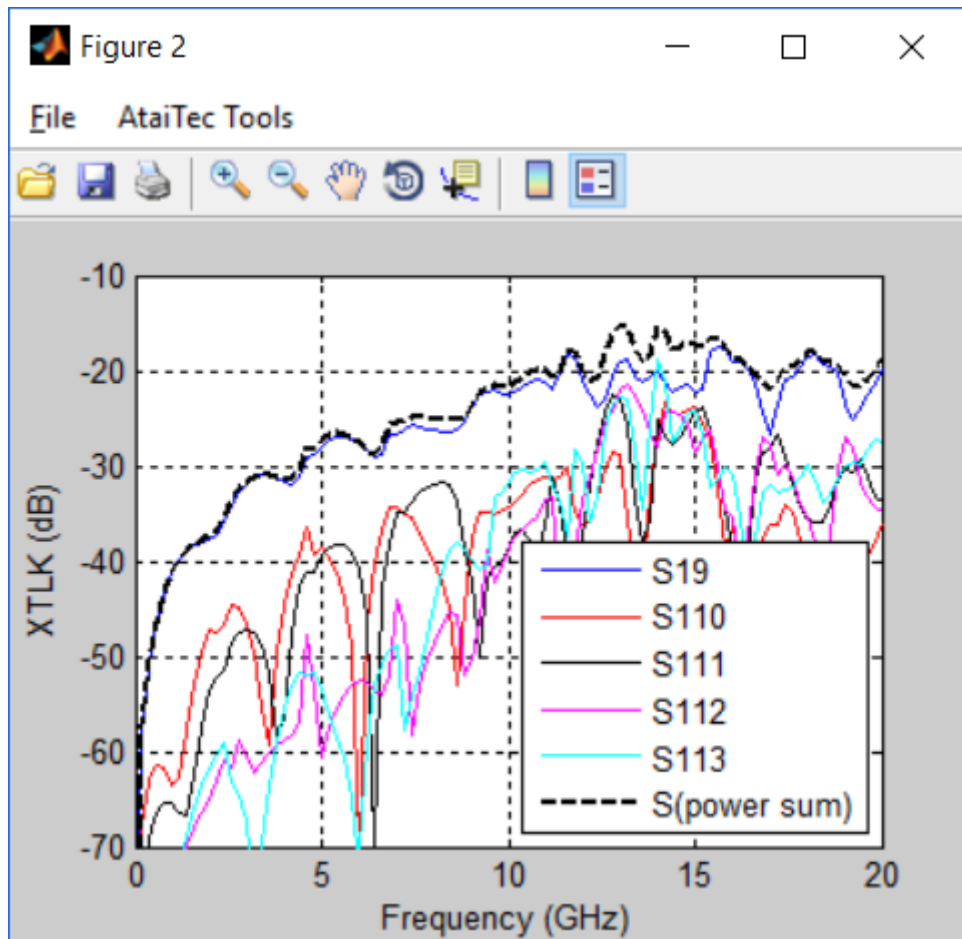 Figure 2
File AtaiTec Tools
-10
-20
-30
-40
-50
-60
-70
XTLK (dB)
S19
S110
S111
S112
S113
S(power sum)
0 5 10 15 20
Frequency (GHz)